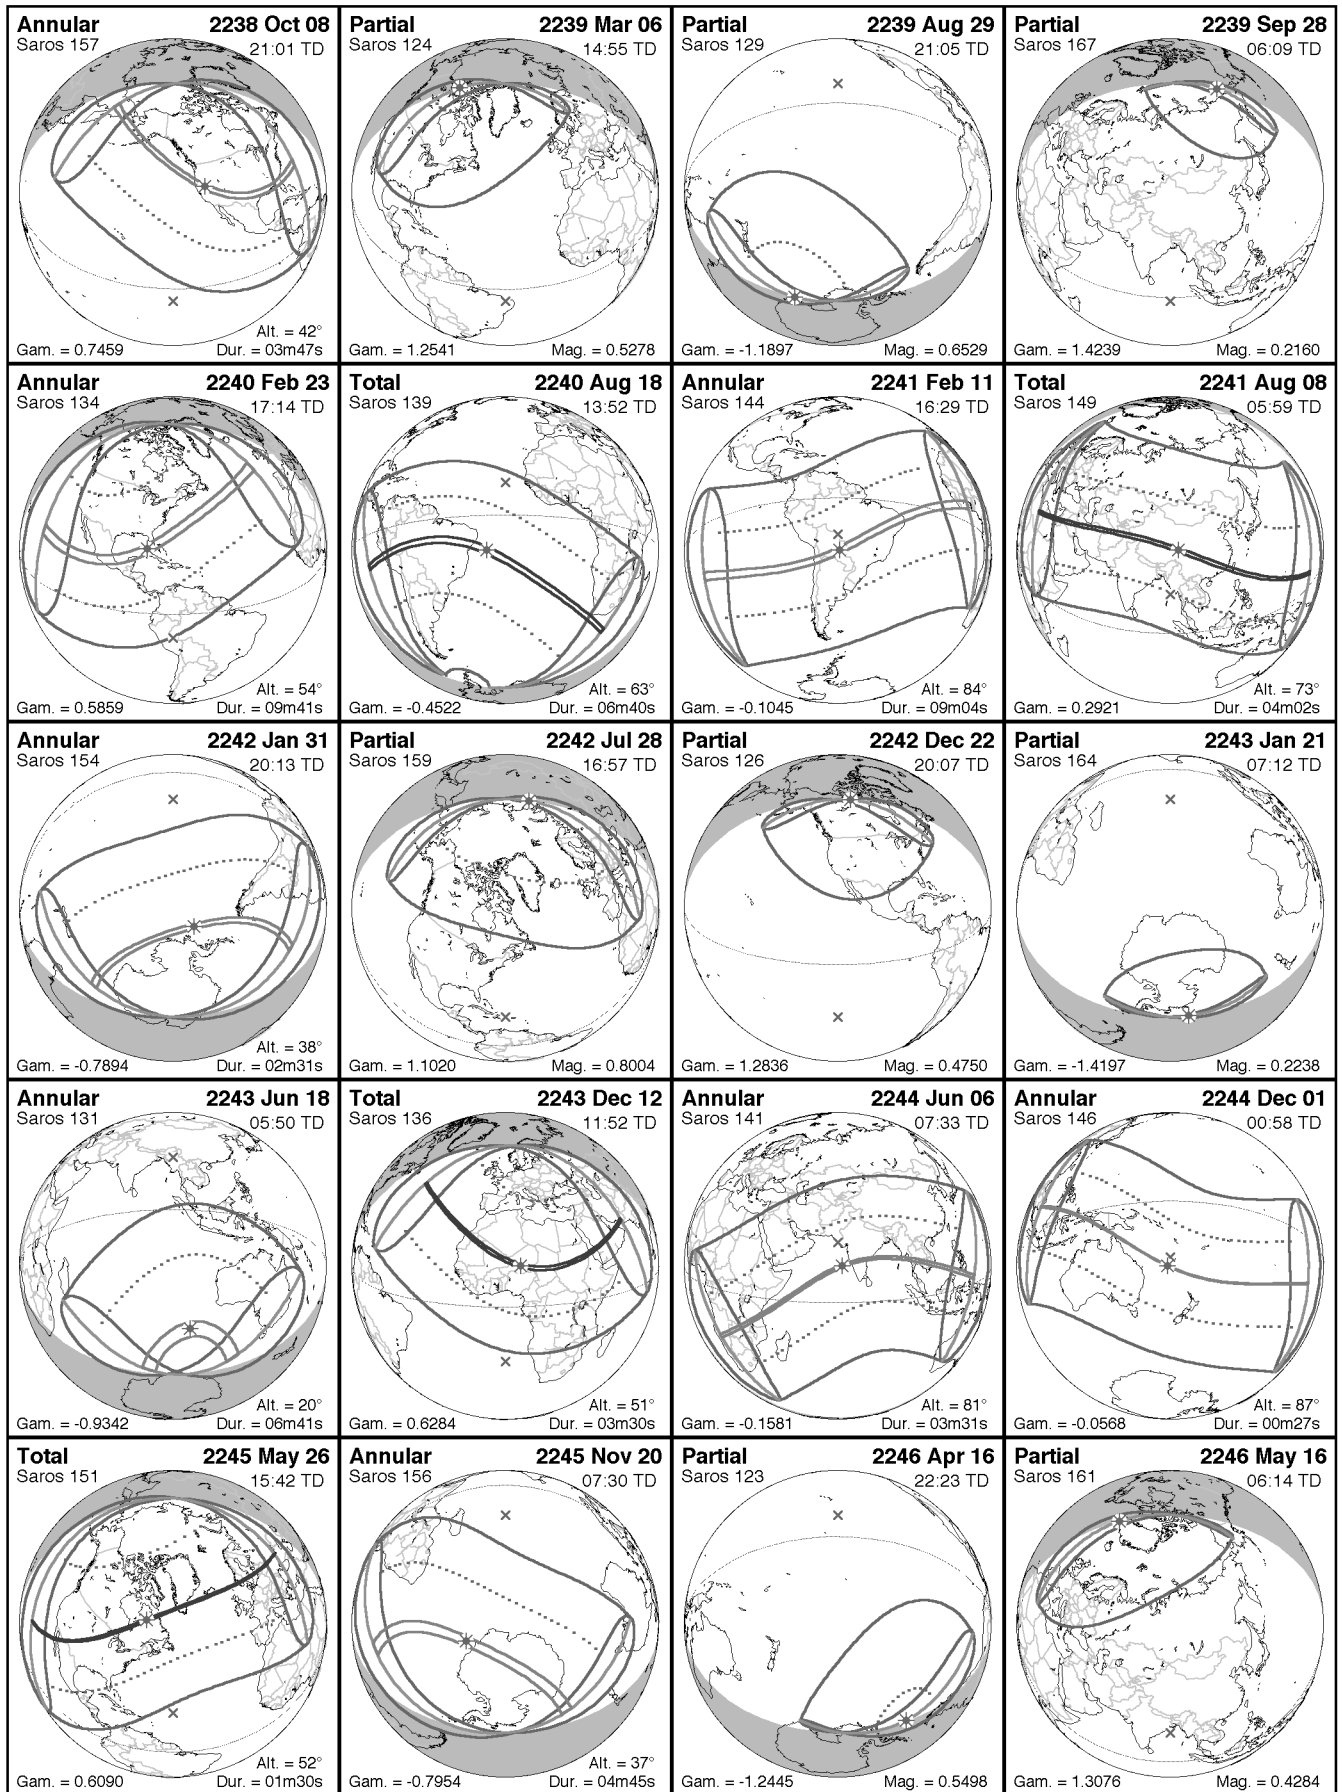 Annular 2238 Oct 08
Saros 157 21:01 TD
Alt. = 42°
Gam. = 0.7459 Dur. = 03m47s
Partial 2239 Mar 06
Saros 124 14:55 TD
Gam. = 1.2541 Mag. = 0.5278
Partial 2239 Aug 29
Saros 129 21:05 TD
Gam. = -1.1897 Mag. = 0.6529
Partial 2239 Sep 28
Saros 167 06:09 TD
Gam. = 1.4239 Mag. = 0.2160
Annular 2240 Feb 23
Saros 134 17:14 TD
Alt. = 54°
Gam. = 0.5859 Dur. = 09m41s
Total 2240 Aug 18
Saros 139 13:52 TD
Alt. = 63°
Gam. = -0.4522 Dur. = 06m40s
Annular 2241 Feb 11
Saros 144 16:29 TD
Alt. = 84°
Gam. = -0.1045 Dur. = 09m04s
Total 2241 Aug 08
Saros 149 05:59 TD
Alt. = 73°
Gam. = 0.2921 Dur. = 04m02s
Annular 2242 Jan 31
Saros 154 20:13 TD
Alt. = 38°
Gam. = -0.7894 Dur. = 02m31s
Partial 2242 Jul 28
Saros 159 16:57 TD
Gam. = 1.1020 Mag. = 0.8004
Partial 2242 Dec 22
Saros 126 20:07 TD
Gam. = 1.2836 Mag. = 0.4750
Partial 2243 Jan 21
Saros 164 07:12 TD
Gam. = -1.4197 Mag. = 0.2238
Annular 2243 Jun 18
Saros 131 05:50 TD
Alt. = 20°
Gam. = -0.9342 Dur. = 06m41s
Total 2243 Dec 12
Saros 136 11:52 TD
Alt. = 51°
Gam. = 0.6284 Dur. = 03m30s
Annular 2244 Jun 06
Saros 141 07:33 TD
Alt. = 81°
Gam. = -0.1581 Dur. = 03m31s
Annular 2244 Dec 01
Saros 146 00:58 TD
Alt. = 87°
Gam. = -0.0568 Dur. = 00m27s
Total 2245 May 26
Saros 151 15:42 TD
Alt. = 52°
Gam. = 0.6090 Dur. = 01m30s
Annular 2245 Nov 20
Saros 156 07:30 TD
Alt. = 37°
Gam. = -0.7954 Dur. = 04m45s
Partial 2246 Apr 16
Saros 123 22:23 TD
Gam. = -1.2445 Mag. = 0.5498
Partial 2246 May 16
Saros 161 06:14 TD
Gam. = 1.3076 Mag. = 0.4284